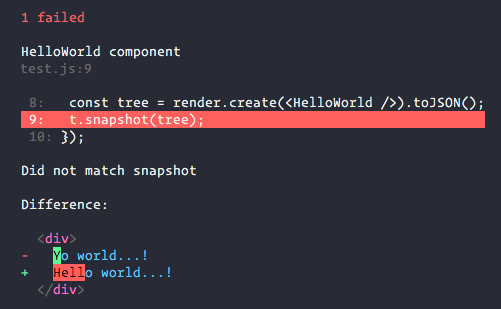 1 failed
HelloWorld component
test.js:9
8:   const tree = render.create(<HelloWorld />).toJSON();
9:   t.snapshot(tree);
10: });
Did not match snapshot
Difference:
<div>
-   Yo world...!
+   Hello world...!
</div>